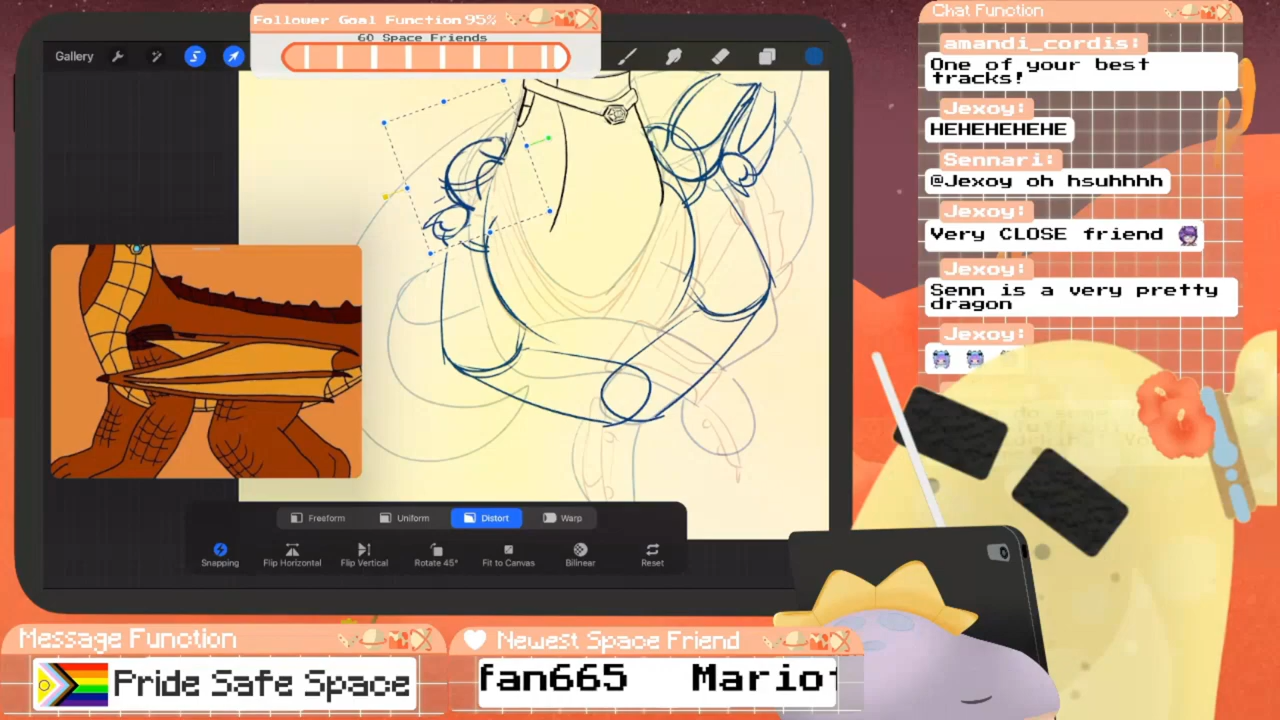 Follower Goal Function 95%
60 Space Friends
Gallery
Freeform
Uniform
Distort
Warp
Snapping
Flip Horizontal
Flip Vertical
Rotate 45°
Fit to Canvas
Bilinear
Reset
Chat Function
amandi_cordis:
One of your best
tracks!
Jexoy:
HEHEHEHEHE
Sennari:
@Jexoy oh hsuhhhh
Jexoy:
Very CLOSE friend
Jexoy:
Senn is a very pretty
dragon
Jexoy:
Message Function
Pride Safe Space
Newest Space Friend
fan665 Mario